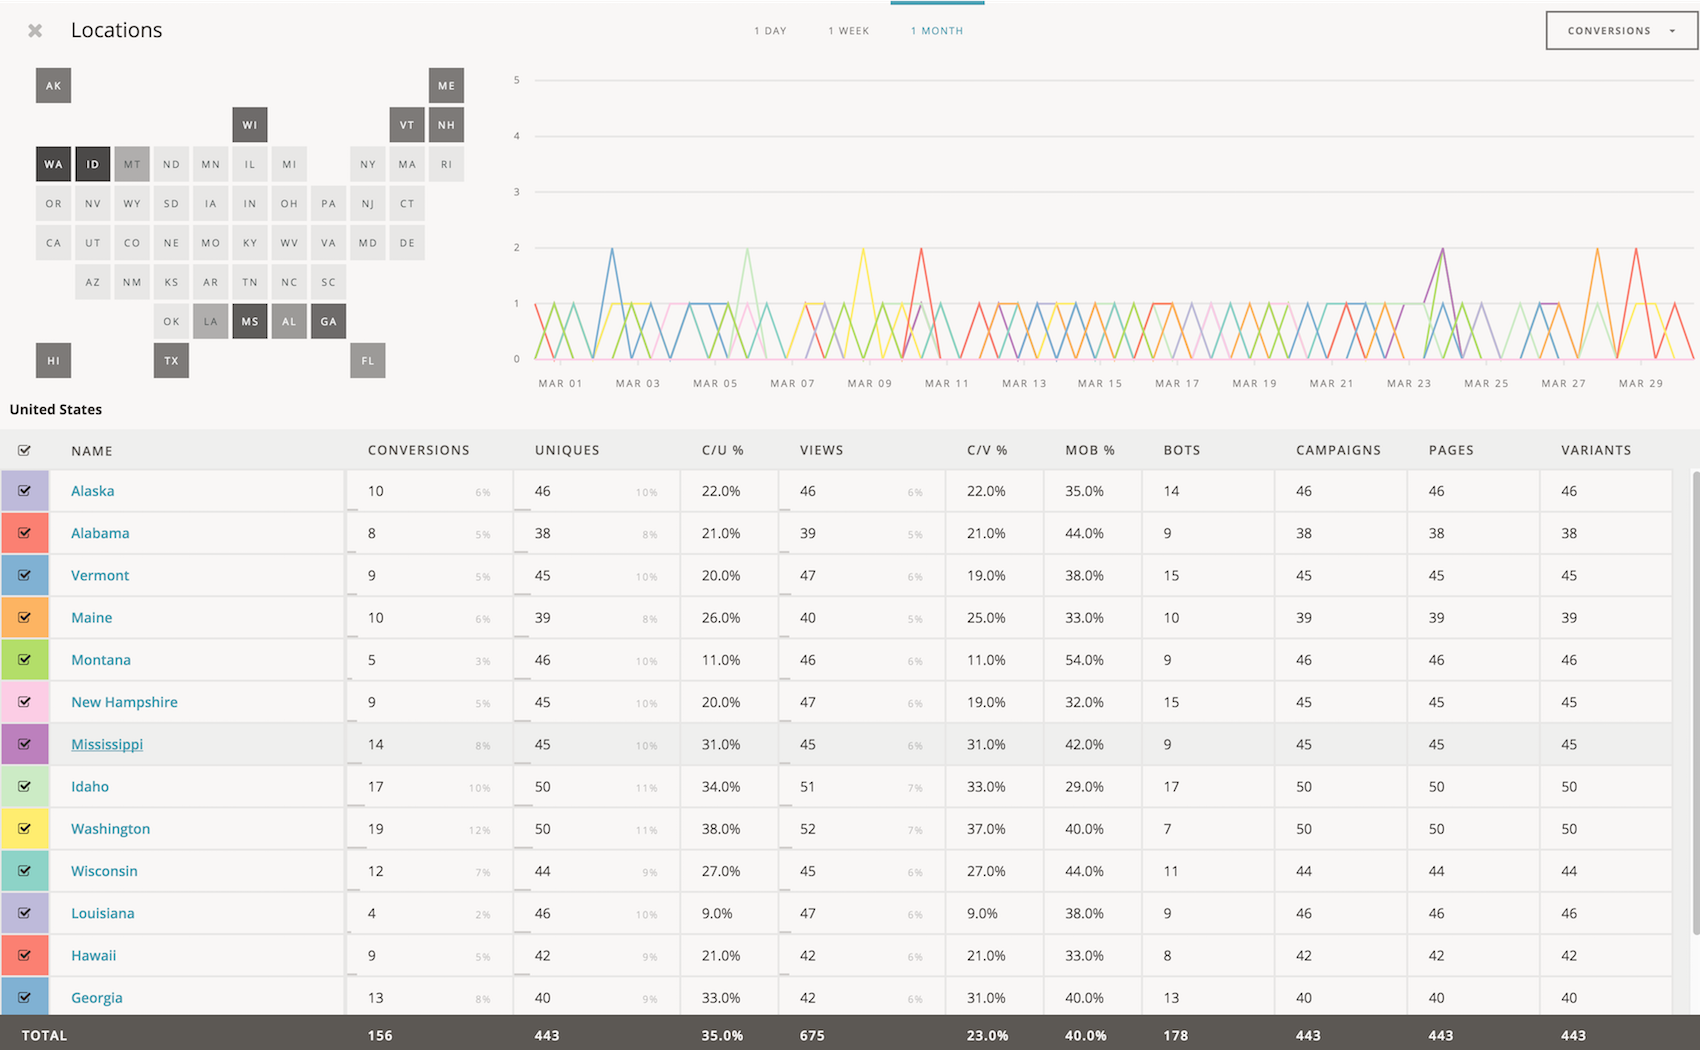 Locations
1 DAY 1 WEEK 1 MONTH
CONVERSIONS
AK ME
WI VT NH
WA ID MT ND MN IL MI NY MA RI
OR NV WY SD IA IN OH PA NJ CT
CA UT CO NE MO KY WV VA MD DE
AZ NM KS AR TN NC SC
OK LA MS AL GA
HI TX FL
5
4
3
2
1
0
MAR 01 MAR 03 MAR 05 MAR 07 MAR 09 MAR 11 MAR 13 MAR 15 MAR 17 MAR 19 MAR 21 MAR 23 MAR 25 MAR 27 MAR 29
United States
NAME CONVERSIONS UNIQUES C/U % VIEWS C/V % MOB % BOTS CAMPAIGNS PAGES VARIANTS
Alaska 10 6% 46 10% 22.0% 46 6% 22.0% 35.0% 14 46 46 46
Alabama 8 5% 38 8% 21.0% 39 5% 21.0% 44.0% 9 38 38 38
Vermont 9 5% 45 10% 20.0% 47 6% 19.0% 38.0% 15 45 45 45
Maine 10 6% 39 8% 26.0% 40 5% 25.0% 33.0% 10 39 39 39
Montana 5 3% 46 10% 11.0% 46 6% 11.0% 54.0% 9 46 46 46
New Hampshire 9 5% 45 10% 20.0% 47 6% 19.0% 32.0% 15 45 45 45
Mississippi 14 8% 45 10% 31.0% 45 6% 31.0% 42.0% 9 45 45 45
Idaho 17 10% 50 11% 34.0% 51 7% 33.0% 29.0% 17 50 50 50
Washington 19 12% 50 11% 38.0% 52 7% 37.0% 40.0% 7 50 50 50
Wisconsin 12 7% 44 9% 27.0% 45 6% 27.0% 44.0% 11 44 44 44
Louisiana 4 2% 46 10% 9.0% 47 6% 9.0% 38.0% 9 46 46 46
Hawaii 9 5% 42 9% 21.0% 42 6% 21.0% 33.0% 8 42 42 42
Georgia 13 8% 40 9% 33.0% 42 6% 31.0% 40.0% 13 40 40 40
TOTAL 156 443 35.0% 675 23.0% 40.0% 178 443 443 443